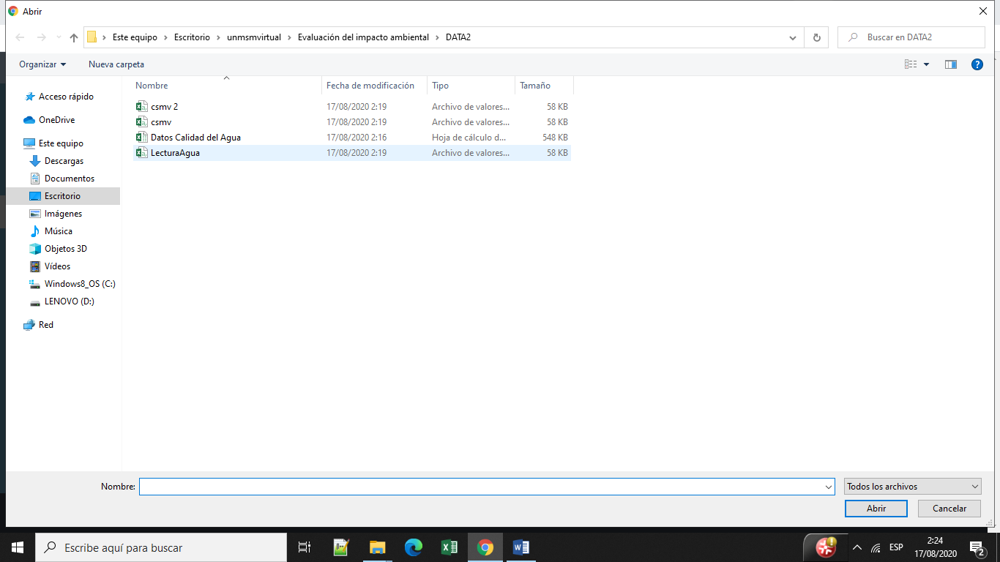 Abrir
Este equipo > Escritorio > unmsmvirtual > Evaluación del impacto ambiental > DATA2
Buscar en DATA2
Organizar
Nueva carpeta
Nombre
Fecha de modificación
Tipo
Tamaño
csmv 2
17/08/2020 2:19
Archivo de valores...
58 KB
csmv
17/08/2020 2:19
Archivo de valores...
58 KB
Datos Calidad del Agua
17/08/2020 2:16
Hoja de cálculo d...
548 KB
LecturaAgua
17/08/2020 2:19
Archivo de valores...
58 KB
Acceso rápido
OneDrive
Este equipo
Descargas
Documentos
Escritorio
Imágenes
Música
Objetos 3D
Vídeos
Windows8_OS (C:)
LENOVO (D:)
Red
Nombre:
Todos los archivos
Abrir
Cancelar
Escribe aquí para buscar
ESP
2:24
17/08/2020
2